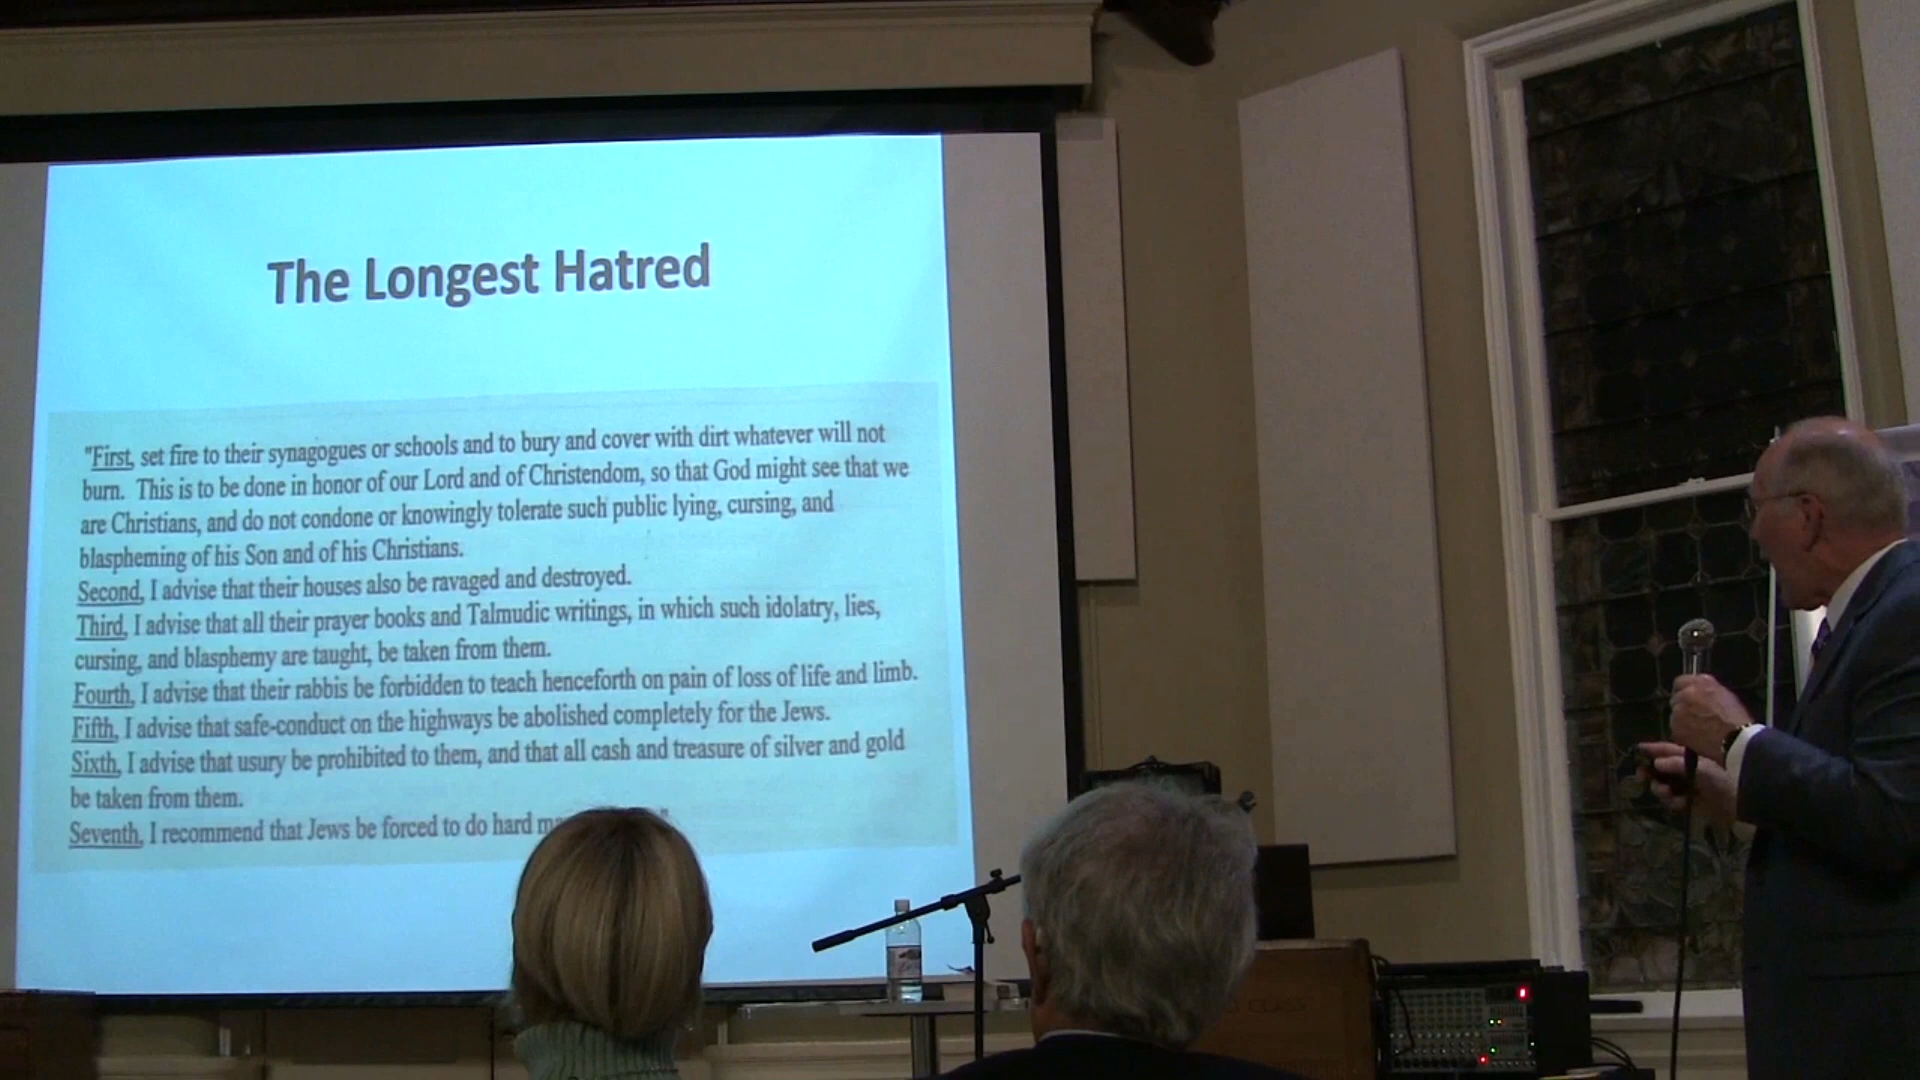 The Longest Hatred
"First, set fire to their synagogues or schools and to bury and cover with dirt whatever will not
burn. This is to be done in honor of our Lord and of Christendom, so that God might see that we
are Christians, and do not condone or knowingly tolerate such public lying, cursing, and
blaspheming of his Son and of his Christians.
Second, I advise that their houses also be ravaged and destroyed.
Third, I advise that all their prayer books and Talmudic writings, in which such idolatry, lies,
cursing, and blasphemy are taught, be taken from them.
Fourth, I advise that their rabbis be forbidden to teach henceforth on pain of loss of life and limb.
Fifth, I advise that safe-conduct on the highways be abolished completely for the Jews.
Sixth, I advise that usury be prohibited to them, and that all cash and treasure of silver and gold
be taken from them.
Seventh, I recommend that Jews be forced to do hard
CLASS